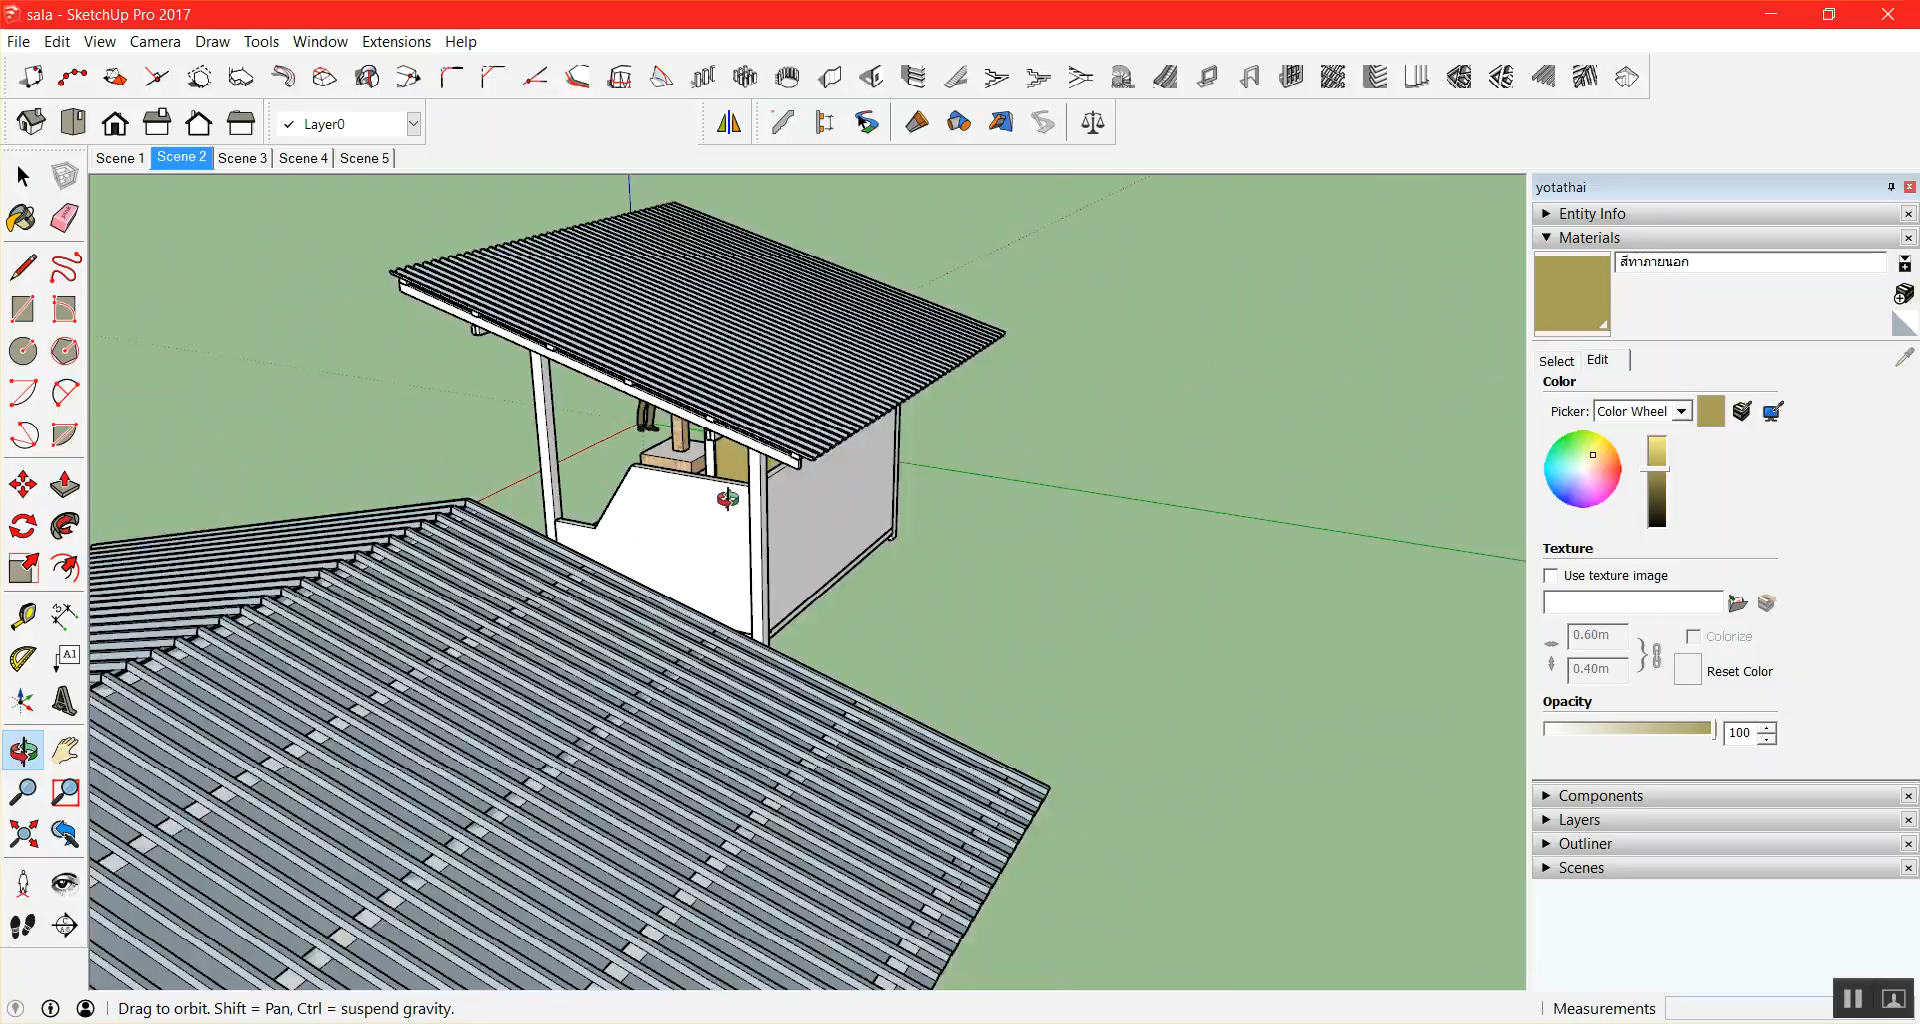 sala - SketchUp Pro 2017
File Edit View Camera Draw Tools Window Extensions Help
Layer0
Scene 1 Scene 2 Scene 3 Scene 4 Scene 5
yotathai
Entity Info
Materials
สีทาภายนอก
Select Edit
Color
Picker: Color Wheel
Texture
Use texture image
0.60m
Colorize
0.40m
Reset Color
Opacity
100
A1
Components
Layers
Outliner
Scenes
Drag to orbit. Shift = Pan, Ctrl = suspend gravity.
Measurements